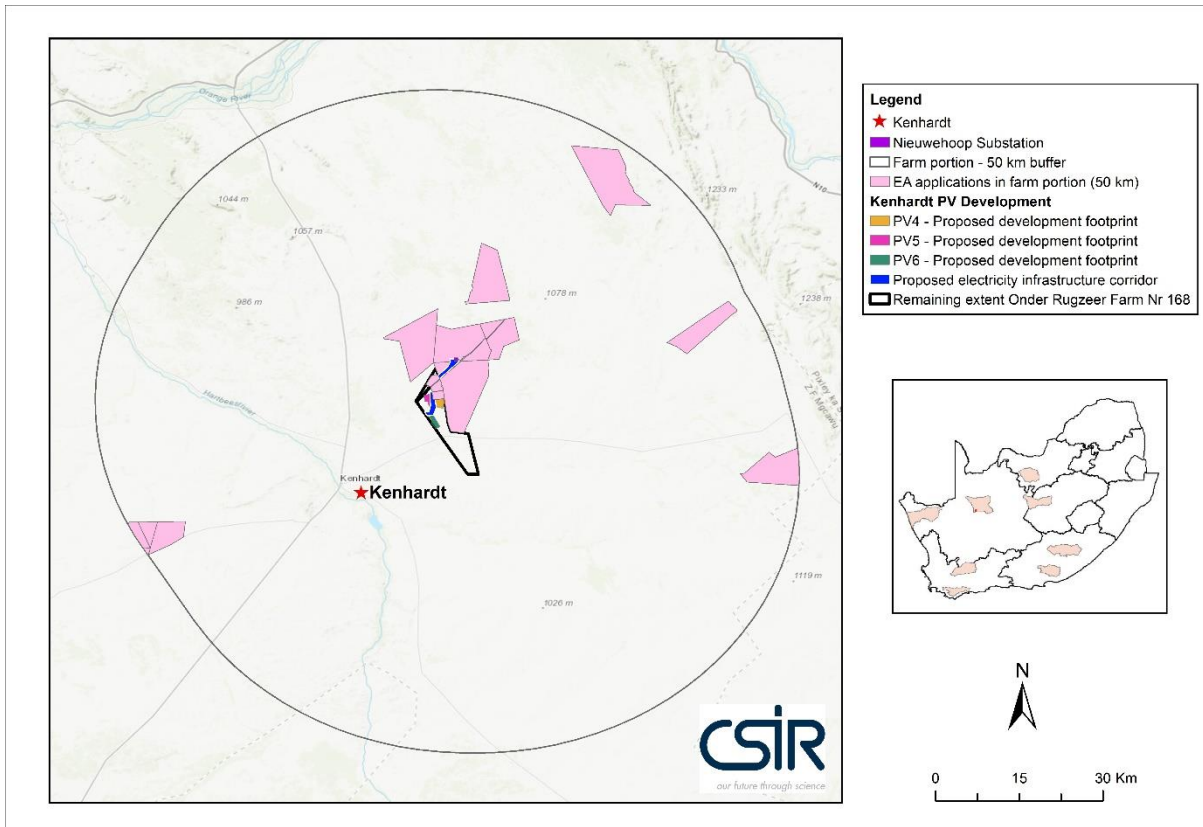 Orange River
N10
1044 m
1057 m
1233 m
986 m
1078 m
1238 m
Hartbeesrivier
Pixley ka S
Z F Mgcawu
Kenhardt
Kenhardt
1119 m
1026 m
CSIR
our future through science
Legend
Kenhardt
Nieuwehoop Substation
Farm portion - 50 km buffer
EA applications in farm portion (50 km)
Kenhardt PV Development
PV4 - Proposed development footprint
PV5 - Proposed development footprint
PV6 - Proposed development footprint
Proposed electricity infrastructure corridor
Remaining extent Onder Rugzeer Farm Nr 168
N
0 15 30 Km